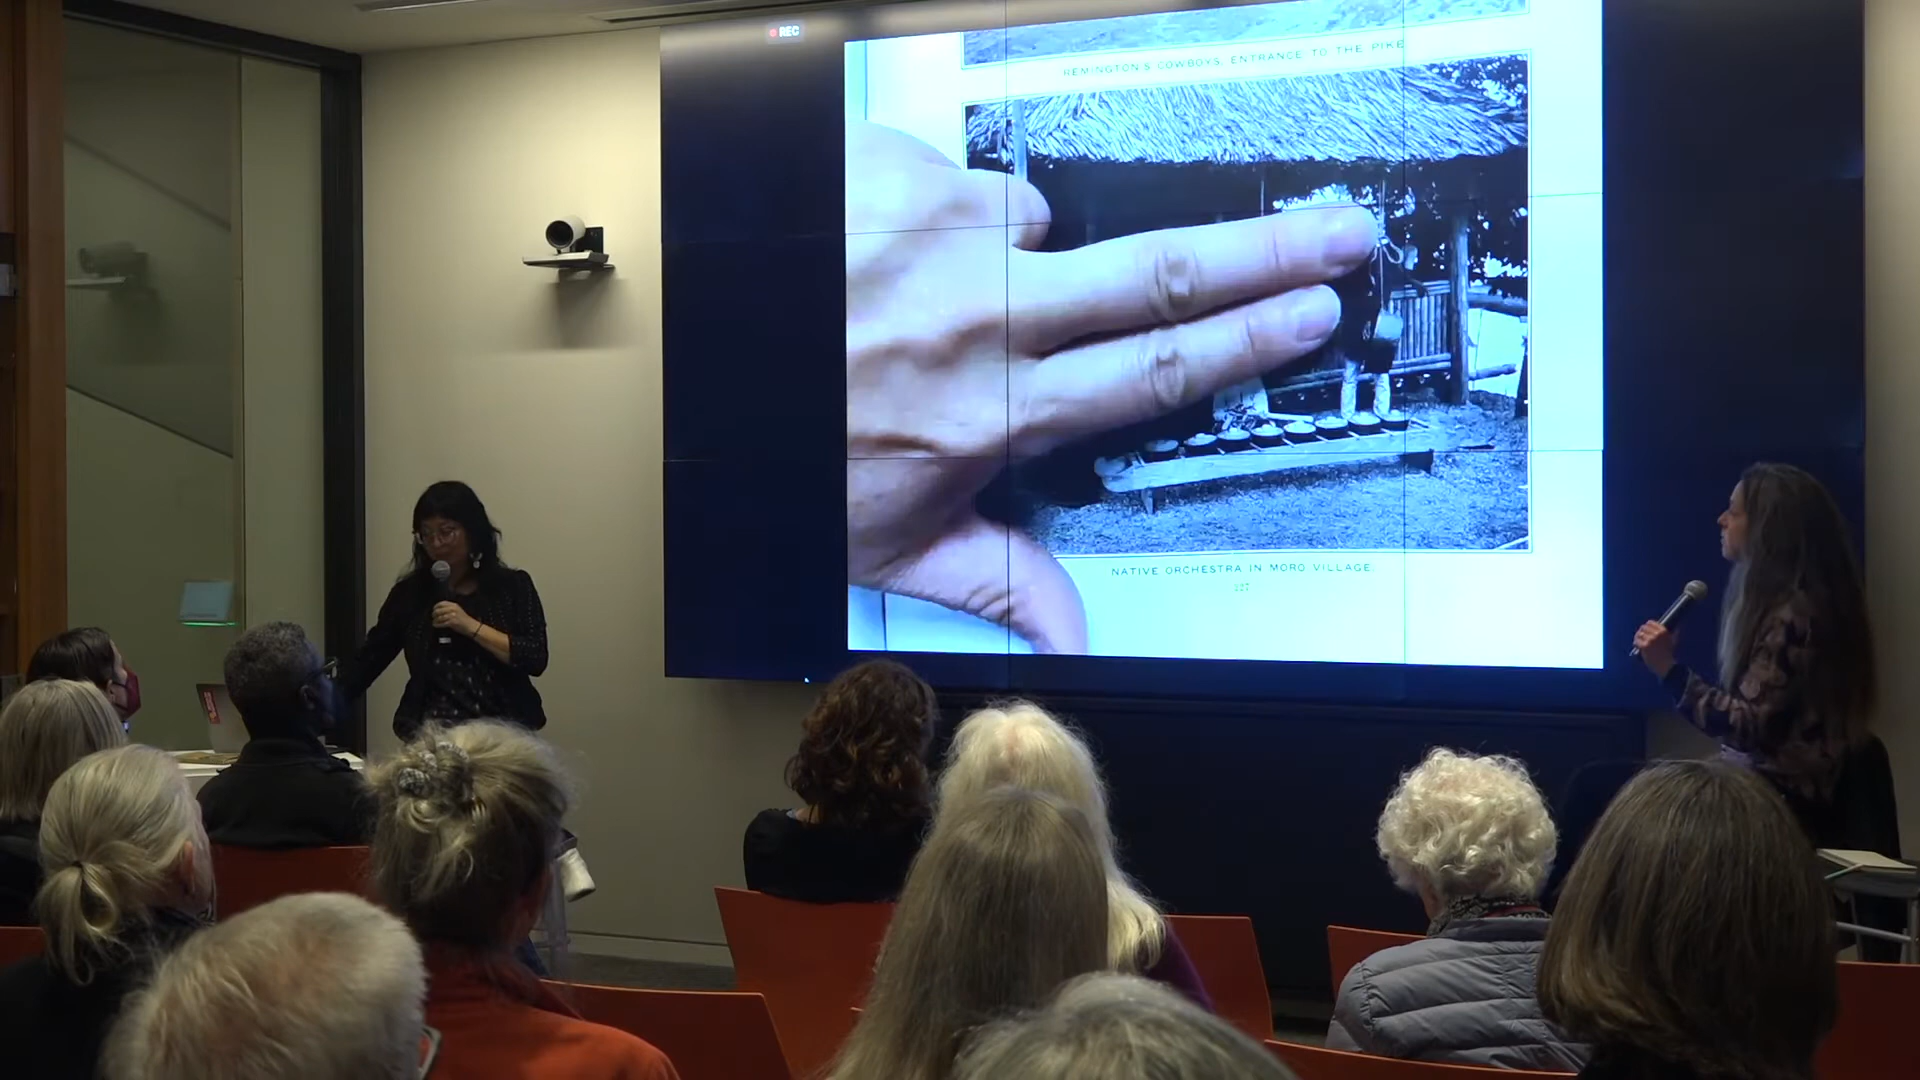 REC
REMINGTON'S COWBOYS, ENTRANCE TO THE PIKE
NATIVE ORCHESTRA IN MORO VILLAGE.